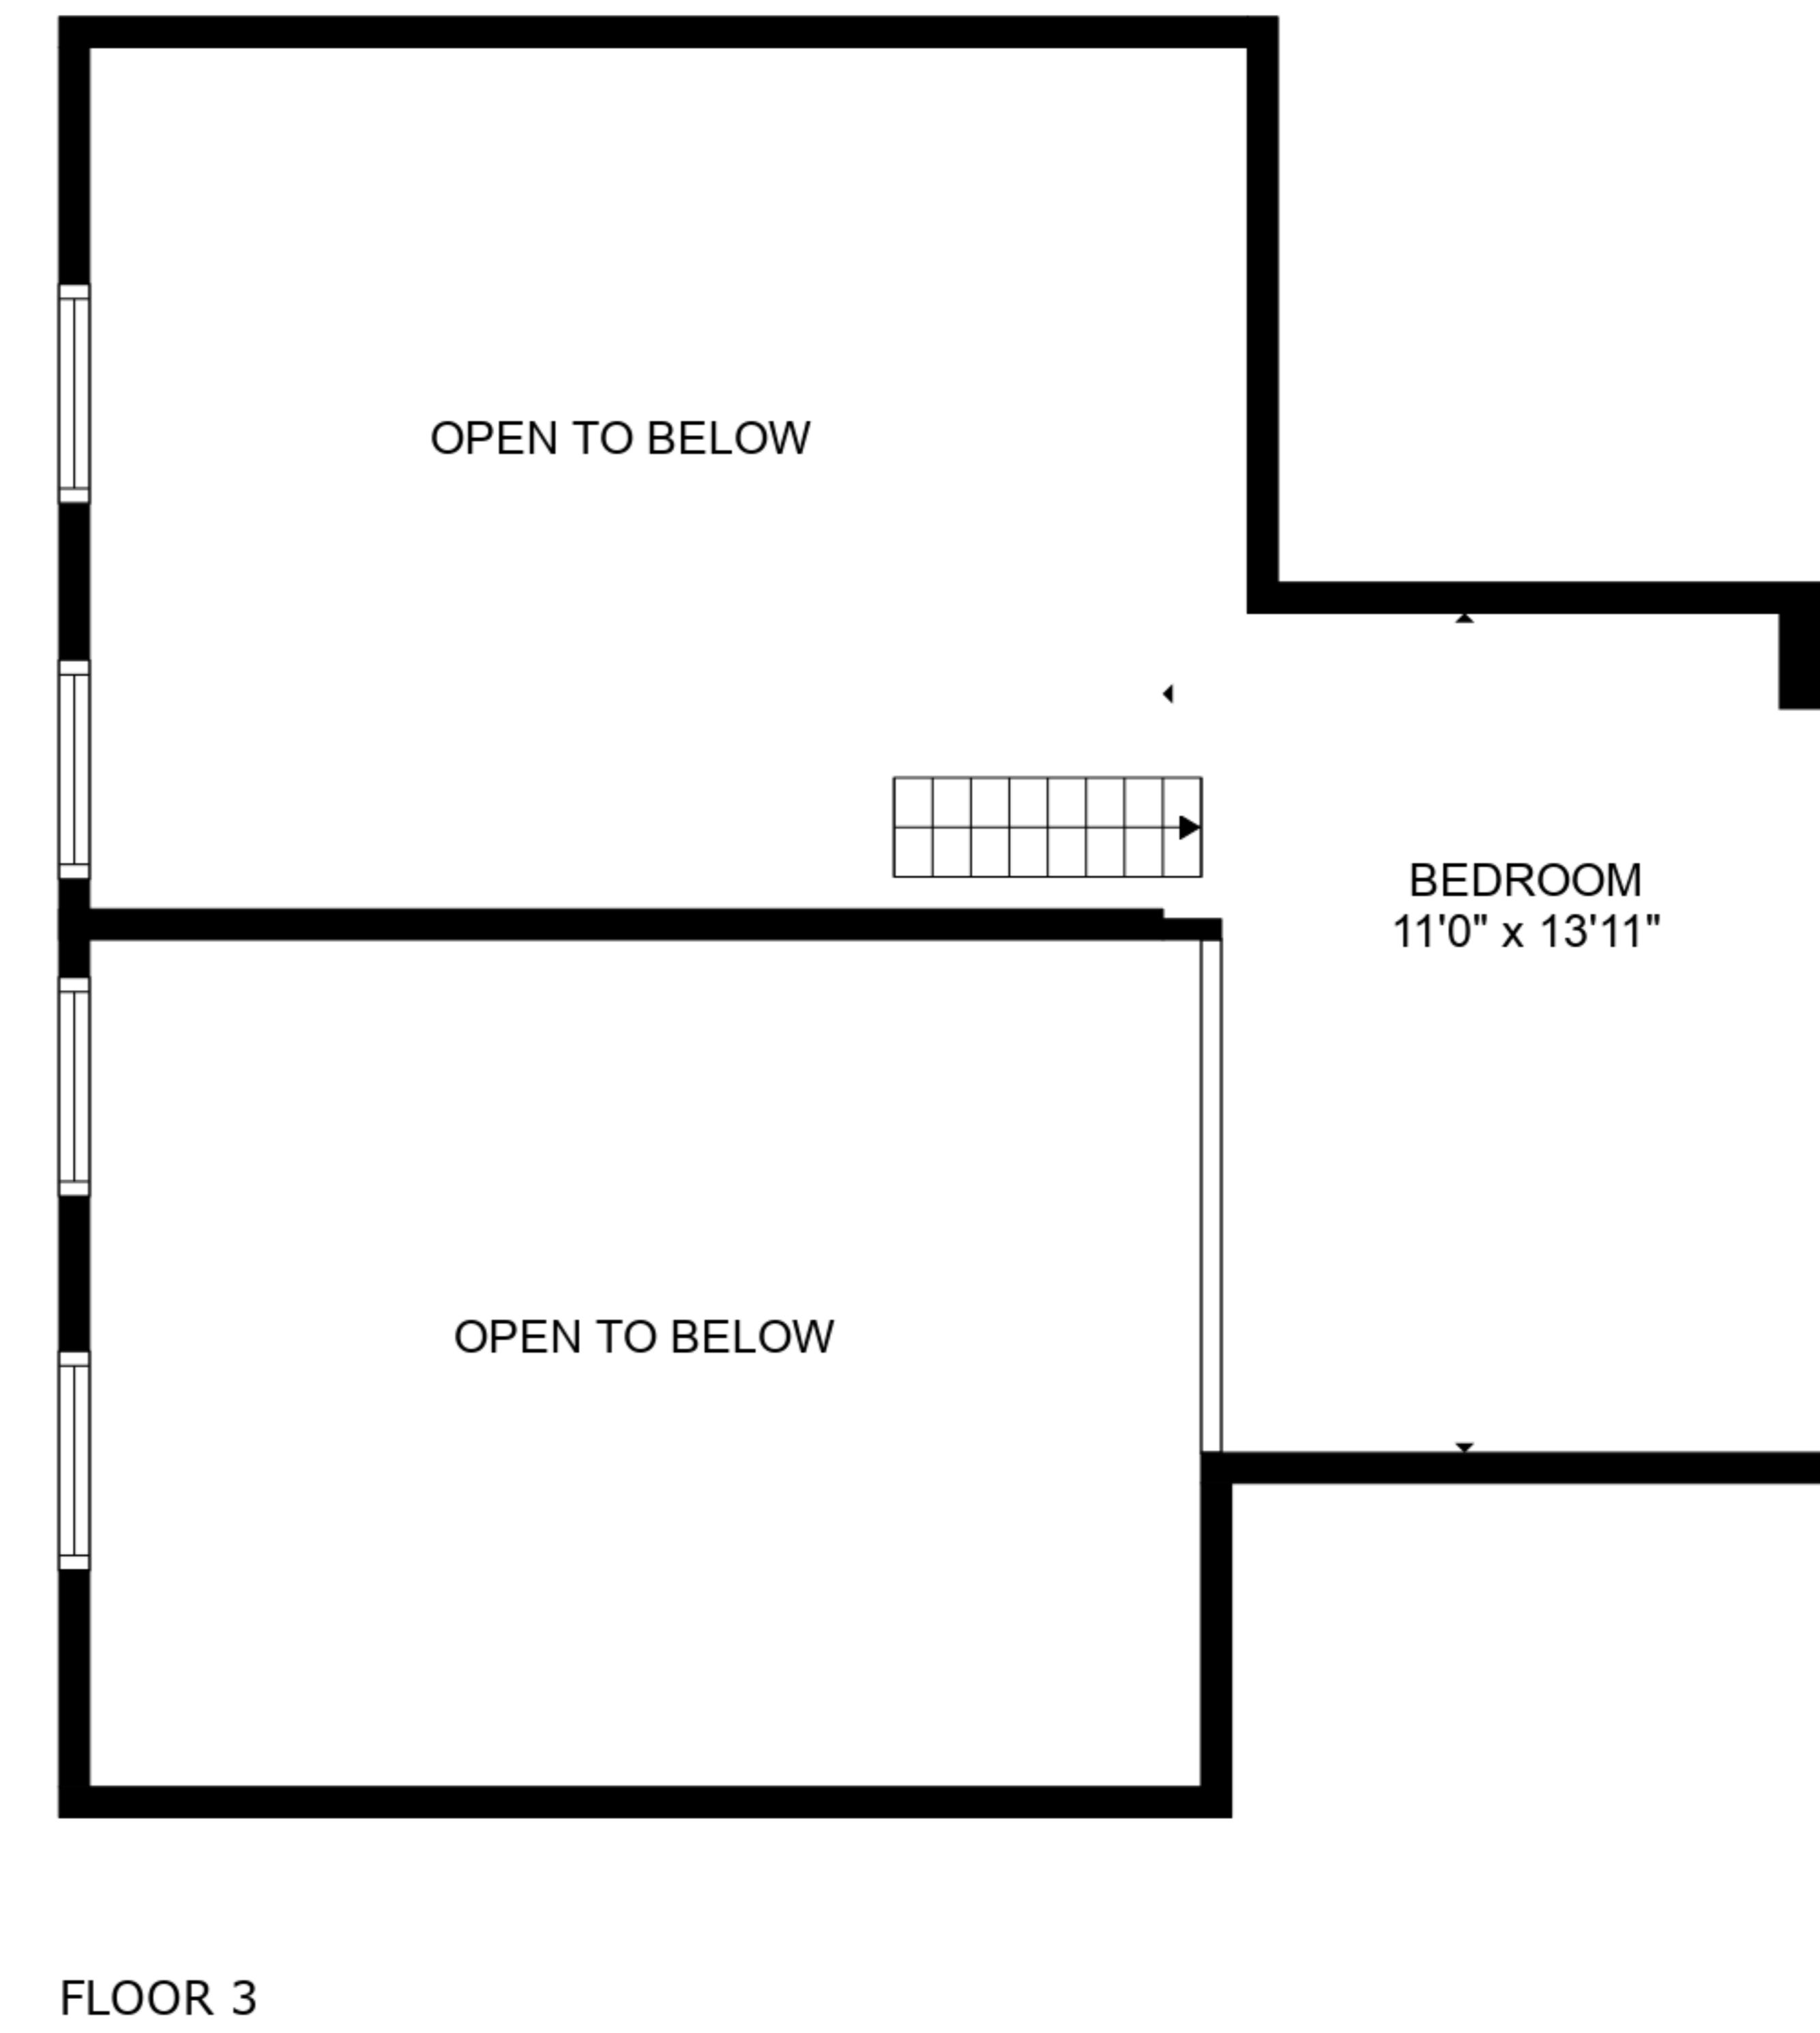 OPEN TO BELOW
BEDROOM
11'0" x 13'11"
OPEN TO BELOW
FLOOR 3